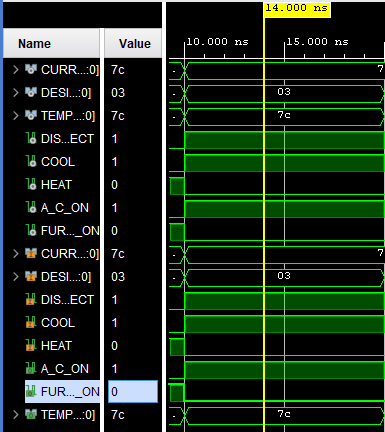 14.000 ns
Name Value 10.000 ns 15.000 ns
CURR...:0] 7c 7
DESI...:0] 03 03
TEMP...:0] 7c 7c
DIS...ECT 1
COOL 1
HEAT 0
A_C_ON 1
FUR..._ON 0
CURR...:0] 7c 7
DESI...:0] 03 03
DIS...ECT 1
COOL 1
HEAT 0
A_C_ON 1
FUR..._ON 0
TEMP...:0] 7c 7c